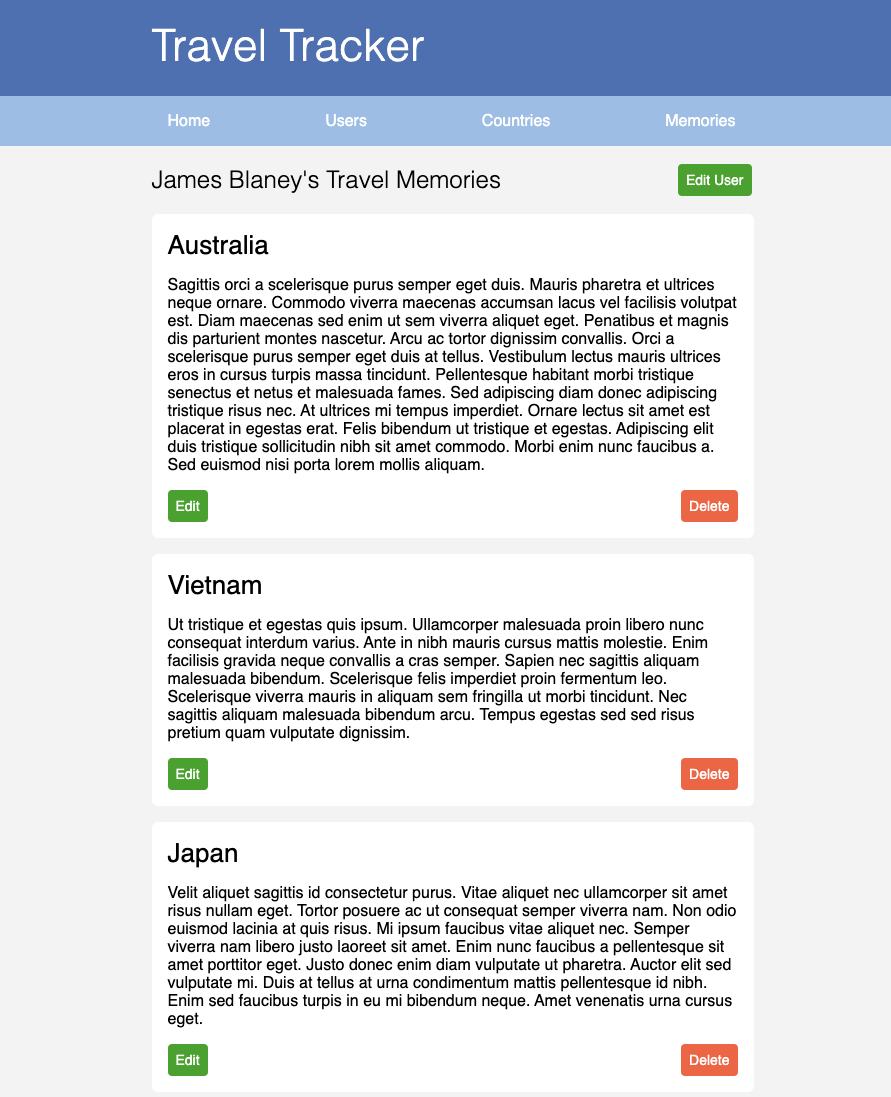 Travel Tracker
Home Users Countries Memories
James Blaney's Travel Memories Edit User
Australia
Sagittis orci a scelerisque purus semper eget duis. Mauris pharetra et ultrices
neque ornare. Commodo viverra maecenas accumsan lacus vel facilisis volutpat
est. Diam maecenas sed enim ut sem viverra aliquet eget. Penatibus et magnis
dis parturient montes nascetur. Arcu ac tortor dignissim convallis. Orci a
scelerisque purus semper eget duis at tellus. Vestibulum lectus mauris ultrices
eros in cursus turpis massa tincidunt. Pellentesque habitant morbi tristique
senectus et netus et malesuada fames. Sed adipiscing diam donec adipiscing
tristique risus nec. At ultrices mi tempus imperdiet. Ornare lectus sit amet est
placerat in egestas erat. Felis bibendum ut tristique et egestas. Adipiscing elit
duis tristique sollicitudin nibh sit amet commodo. Morbi enim nunc faucibus a.
Sed euismod nisi porta lorem mollis aliquam.
Edit Delete
Vietnam
Ut tristique et egestas quis ipsum. Ullamcorper malesuada proin libero nunc
consequat interdum varius. Ante in nibh mauris cursus mattis molestie. Enim
facilisis gravida neque convallis a cras semper. Sapien nec sagittis aliquam
malesuada bibendum. Scelerisque felis imperdiet proin fermentum leo.
Scelerisque viverra mauris in aliquam sem fringilla ut morbi tincidunt. Nec
sagittis aliquam malesuada bibendum arcu. Tempus egestas sed sed risus
pretium quam vulputate dignissim.
Edit Delete
Japan
Velit aliquet sagittis id consectetur purus. Vitae aliquet nec ullamcorper sit amet
risus nullam eget. Tortor posuere ac ut consequat semper viverra nam. Non odio
euismod lacinia at quis risus. Mi ipsum faucibus vitae aliquet nec. Semper
viverra nam libero justo laoreet sit amet. Enim nunc faucibus a pellentesque sit
amet porttitor eget. Justo donec enim diam vulputate ut pharetra. Auctor elit sed
vulputate mi. Duis at tellus at urna condimentum mattis pellentesque id nibh.
Enim sed faucibus turpis in eu mi bibendum neque. Amet venenatis urna cursus
eget.
Edit Delete